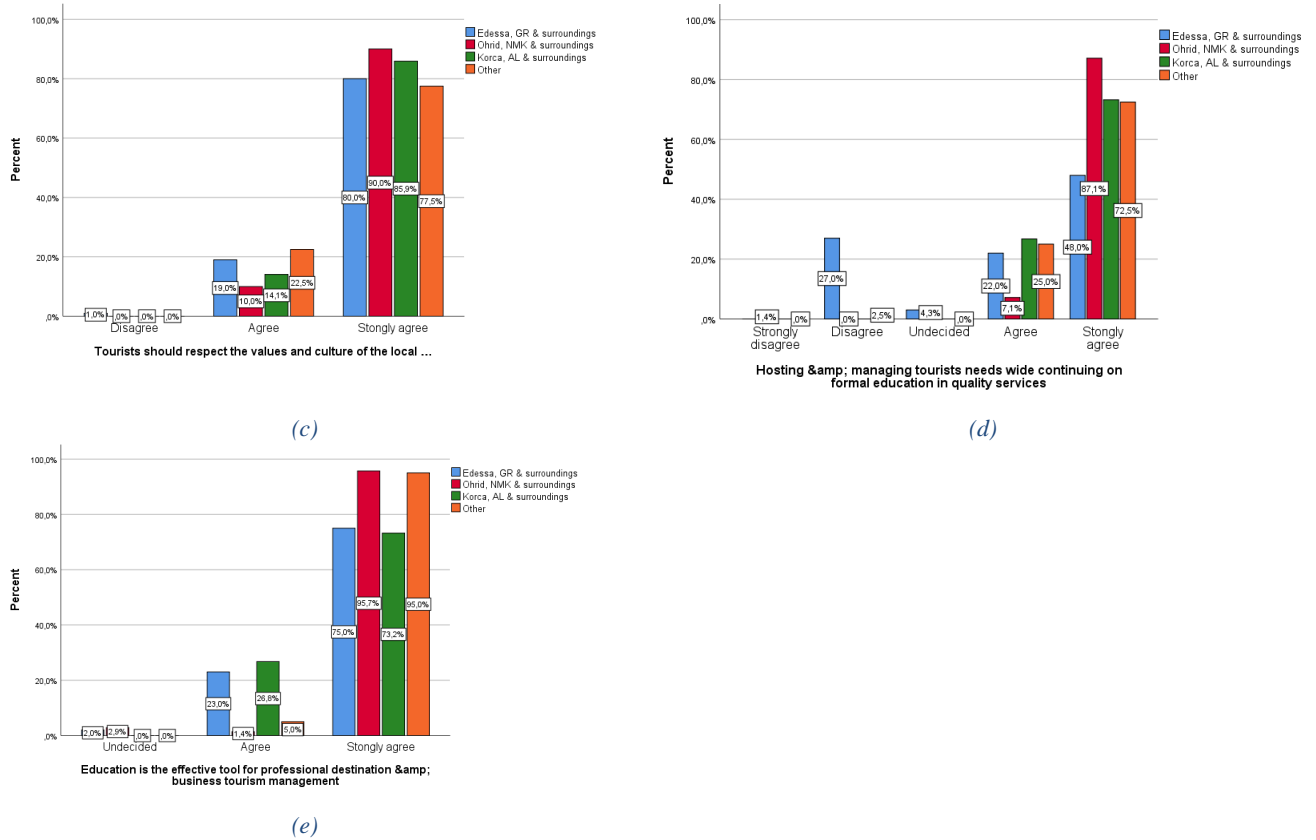 100,0%
80,0%
60,0%
40,0%
20,0%
,0%
Percent
Edessa, GR & surroundings
Ohrid, NMK & surroundings
Korca, AL & surroundings
Other
1,0%
,0%
,0%
,0%
19,0%
10,0%
14,1%
22,5%
80,0%
90,0%
85,9%
77,5%
Disagree
Agree
Stongly agree
Tourists should respect the values and culture of the local ...
(c)
100,0%
80,0%
60,0%
40,0%
20,0%
,0%
Percent
Edessa, GR & surroundings
Ohrid, NMK & surroundings
Korca, AL & surroundings
Other
1,4%
,0%
27,0%
,0%
2,5%
4,3%
,0%
22,0%
7,1%
25,0%
48,0%
87,1%
72,5%
Strongly
disagree
Disagree
Undecided
Agree
Stongly
agree
Hosting &amp; managing tourists needs wide continuing on
formal education in quality services
(d)
100,0%
80,0%
60,0%
40,0%
20,0%
,0%
Percent
Edessa, GR & surroundings
Ohrid, NMK & surroundings
Korca, AL & surroundings
Other
2,0%
2,9%
,0%
,0%
23,0%
1,4%
26,8%
5,0%
75,0%
95,7%
73,2%
95,0%
Undecided
Agree
Stongly agree
Education is the effective tool for professional destination &amp;
business tourism management
(e)